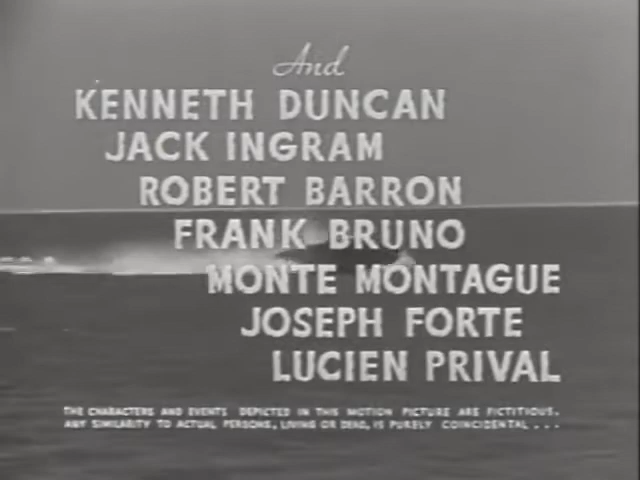 And
KENNETH DUNCAN
JACK INGRAM
ROBERT BARRON
FRANK BRUNO
MONTE MONTAGUE
JOSEPH FORTE
LUCIEN PRIVAL
THE CHARACTERS AND EVENTS DEPICTED IN THIS MOTION PICTURE ARE FICTITIOUS.
ANY SIMILARITY TO ACTUAL PERSONS, LIVING OR DEAD, IS PURELY COINCIDENTAL . . .